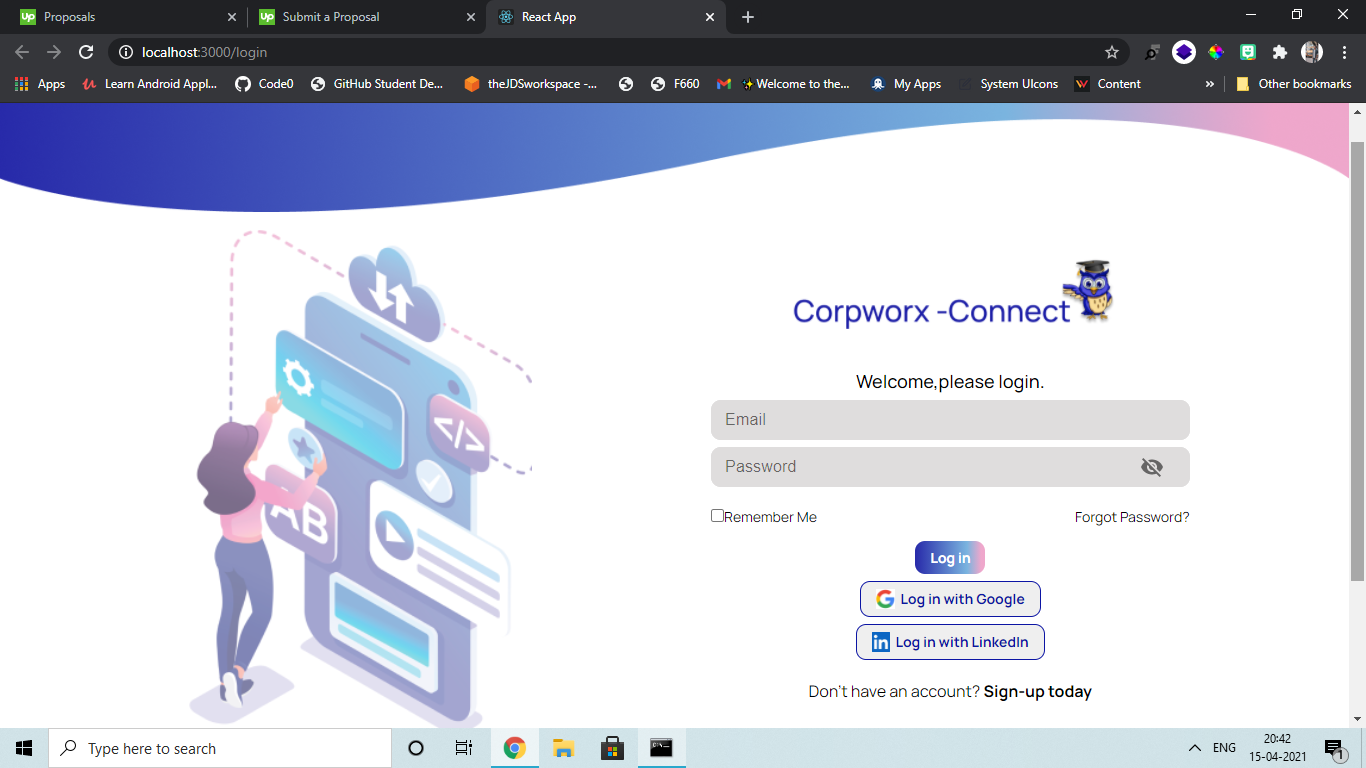 Proposals
Submit a Proposal
React App
localhost:3000/login
Apps
Learn Android Appl...
Code0
GitHub Student De...
theJDSworkspace -...
F660
✨Welcome to the...
My Apps
System UIcons
Content
»
Other bookmarks
Corpworx -Connect
</>
AB
Welcome,please login.
Email
Password
Remember Me
Forgot Password?
Log in
Log in with Google
Log in with LinkedIn
Don't have an account? Sign-up today
Type here to search
ENG
20:42
15-04-2021
1